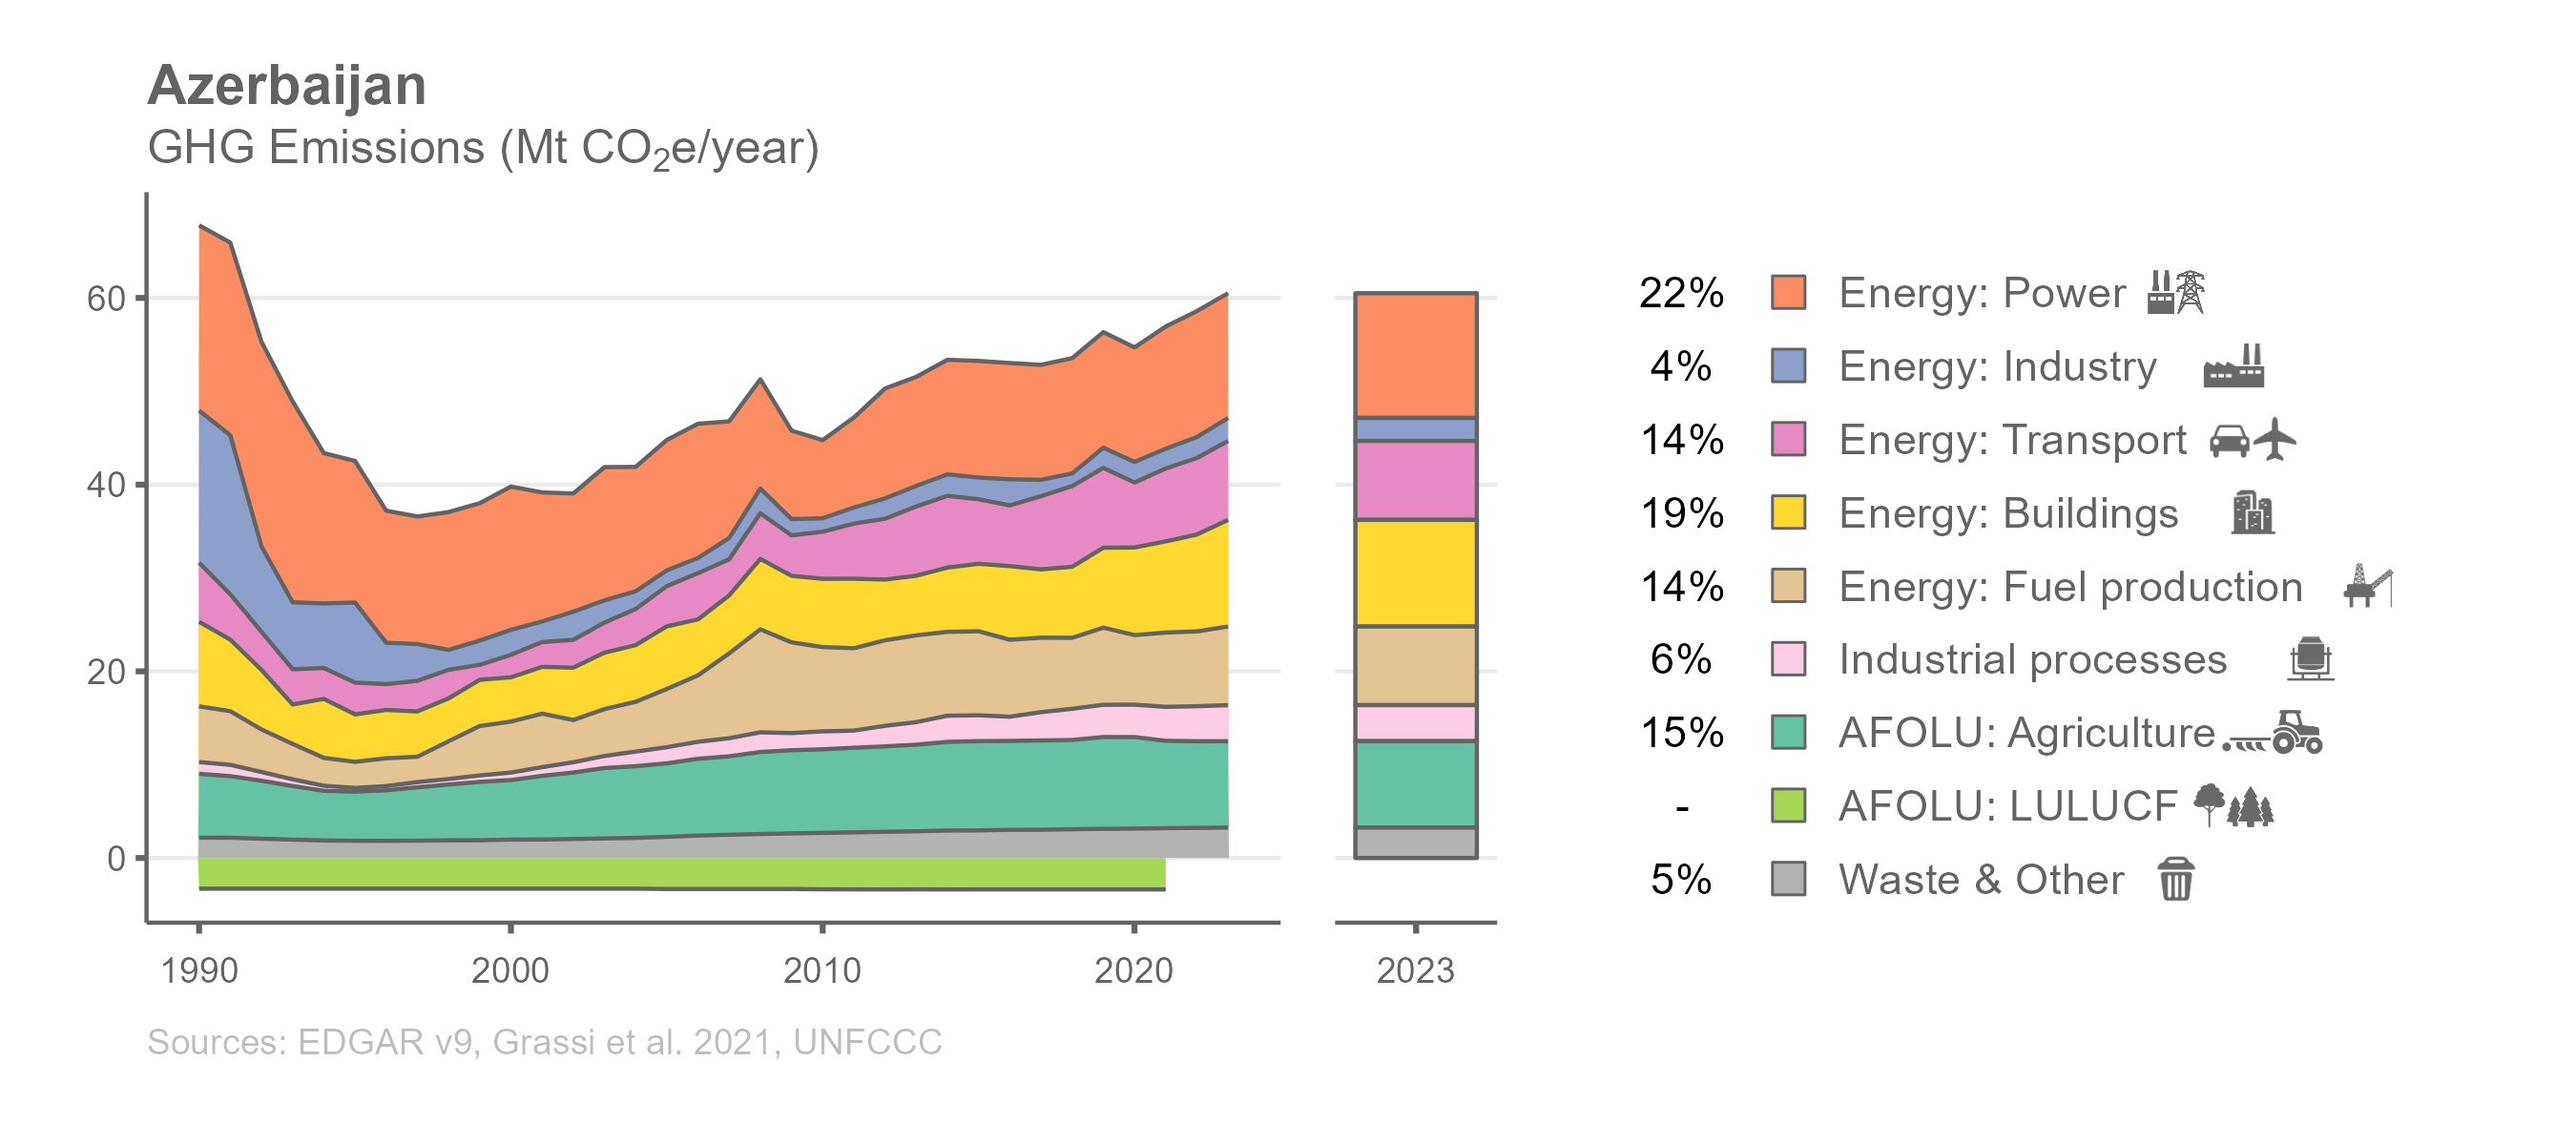 Azerbaijan
GHG Emissions (Mt CO₂e/year)
60
40
20
0
1990 2000 2010 2020 2023
22% Energy: Power
4% Energy: Industry
14% Energy: Transport
19% Energy: Buildings
14% Energy: Fuel production
6% Industrial processes
15% AFOLU: Agriculture
- AFOLU: LULUCF
5% Waste & Other
Sources: EDGAR v9, Grassi et al. 2021, UNFCCC